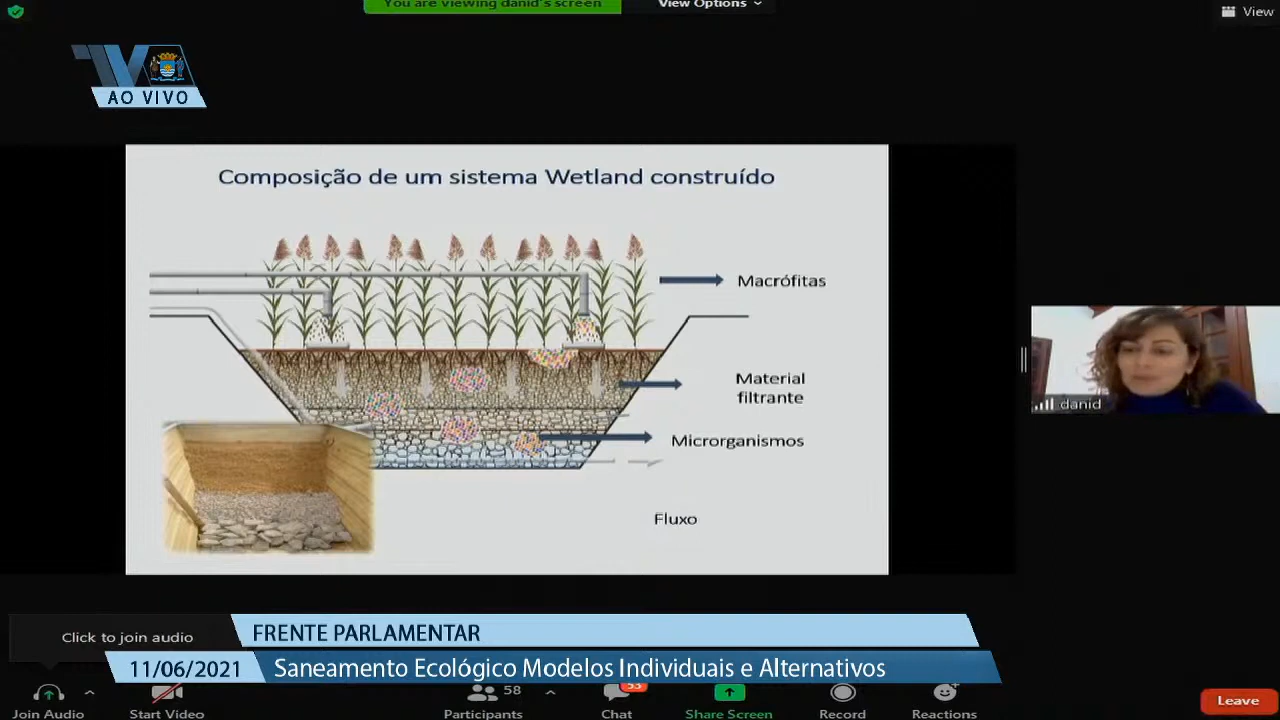 You are viewing danid's screen
View Options
View
TV
AO VIVO
Composição de um sistema Wetland construído
Macrófitas
Material
filtrante
Microrganismos
Fluxo
danid
Click to join audio
FRENTE PARLAMENTAR
11/06/2021
Saneamento Ecológico Modelos Individuais e Alternativos
58
53
Join Audio
Start Video
Participants
Chat
Share Screen
Record
Reactions
Leave